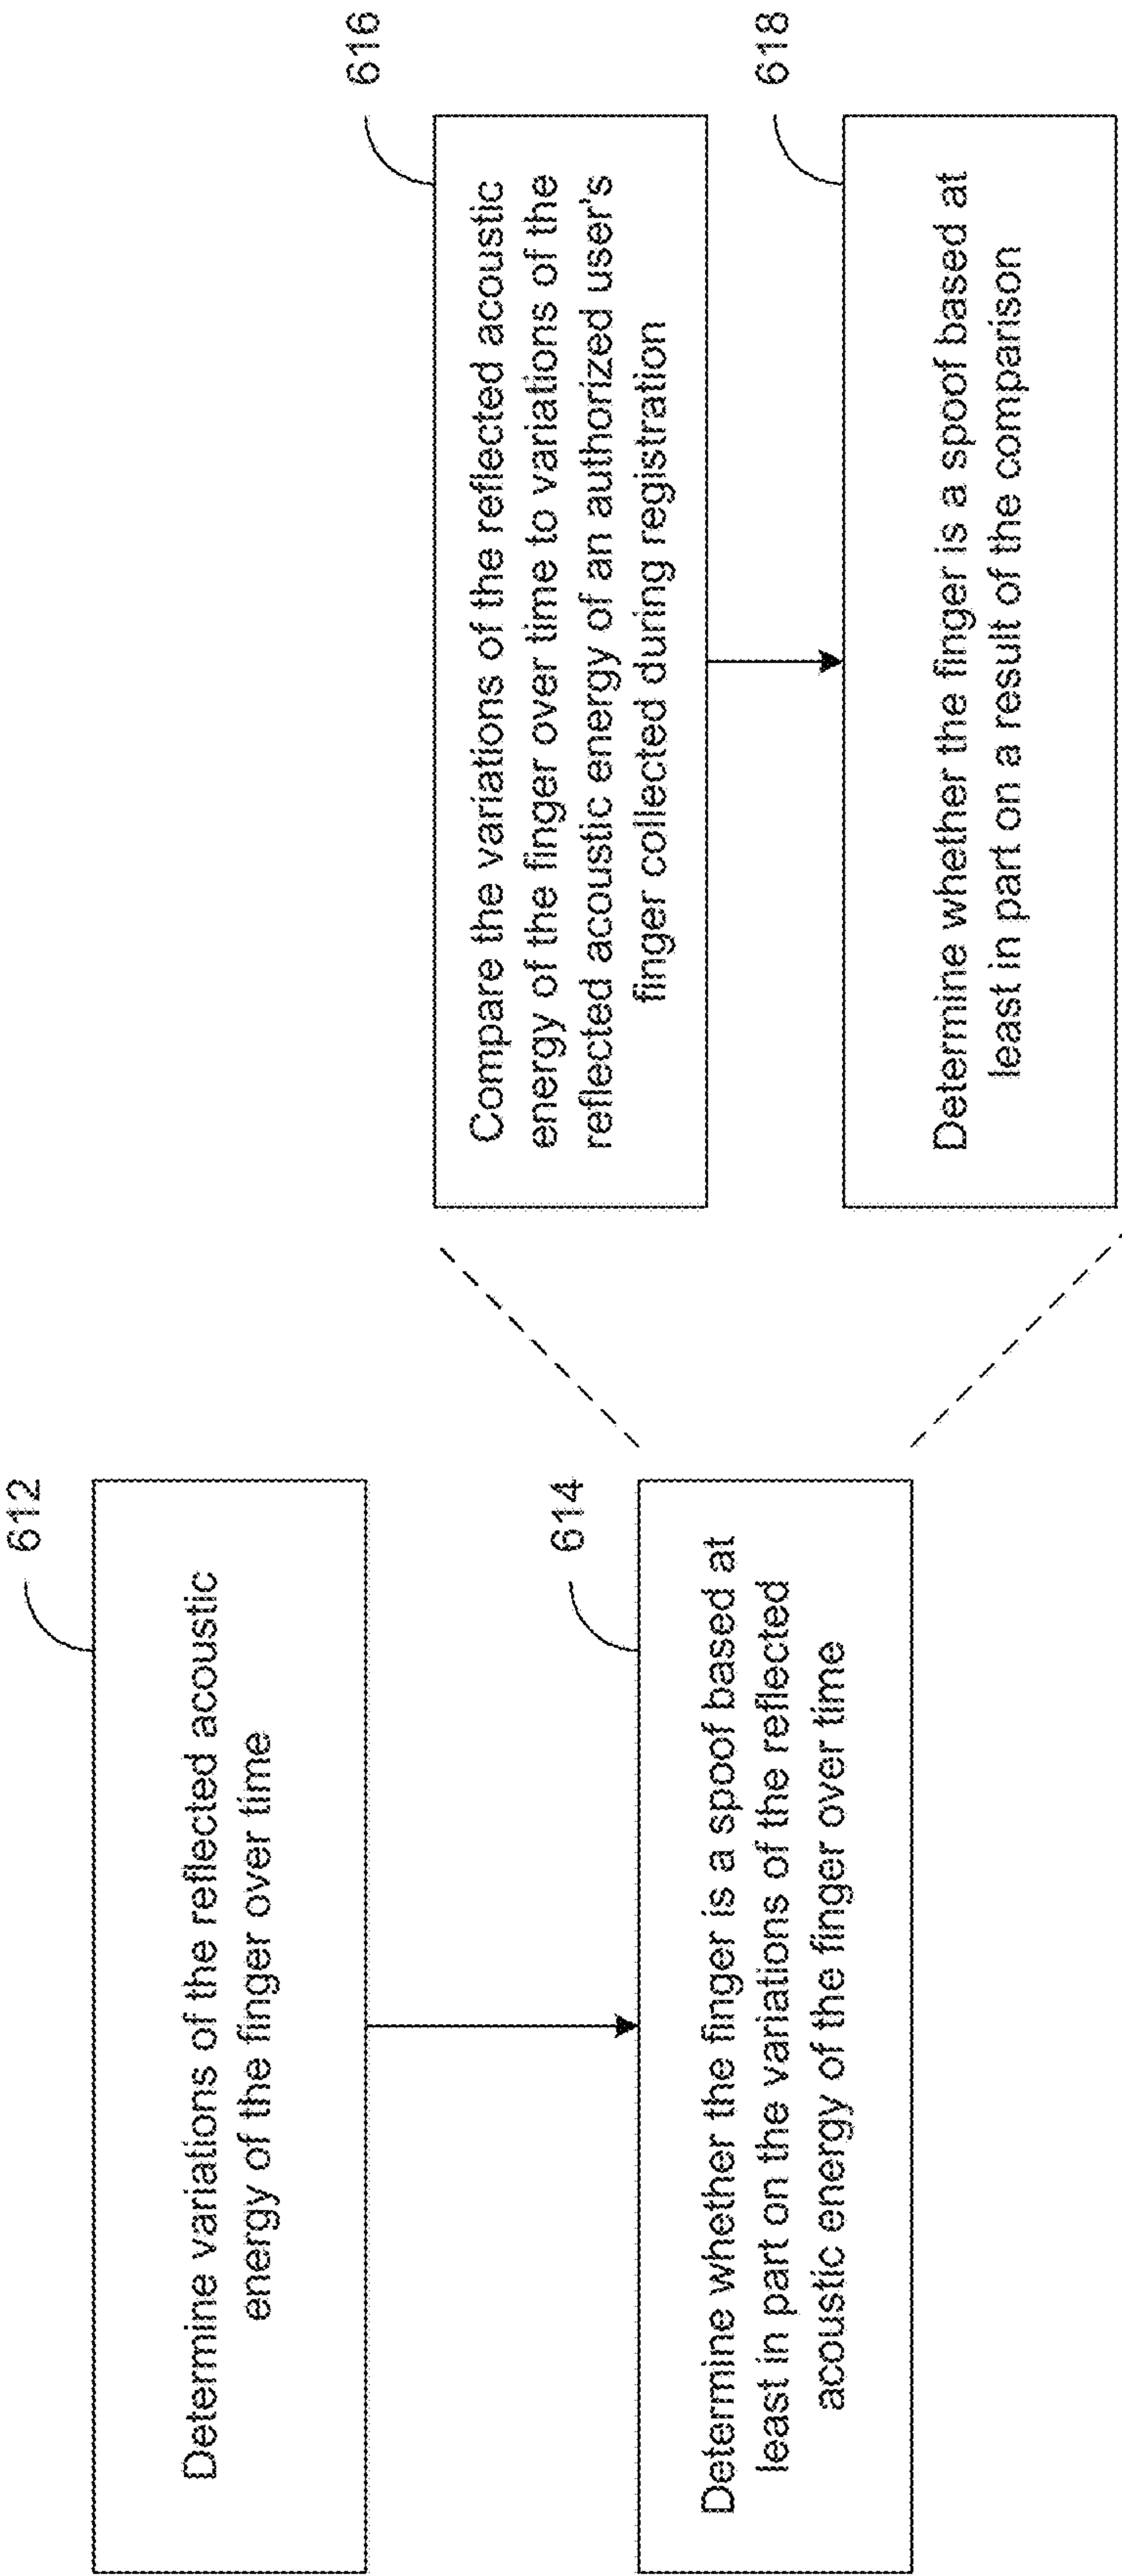 612
Determine variations of the reflected acoustic
energy of the finger over time
614
Determine whether the finger is a spoof based at
least in part on the variations of the reflected
acoustic energy of the finger over time
616
Compare the variations of the reflected acoustic
energy of the finger over time to variations of the
reflected acoustic energy of an authorized user's
finger collected during registration
618
Determine whether the finger is a spoof based at
least in part on a result of the comparison